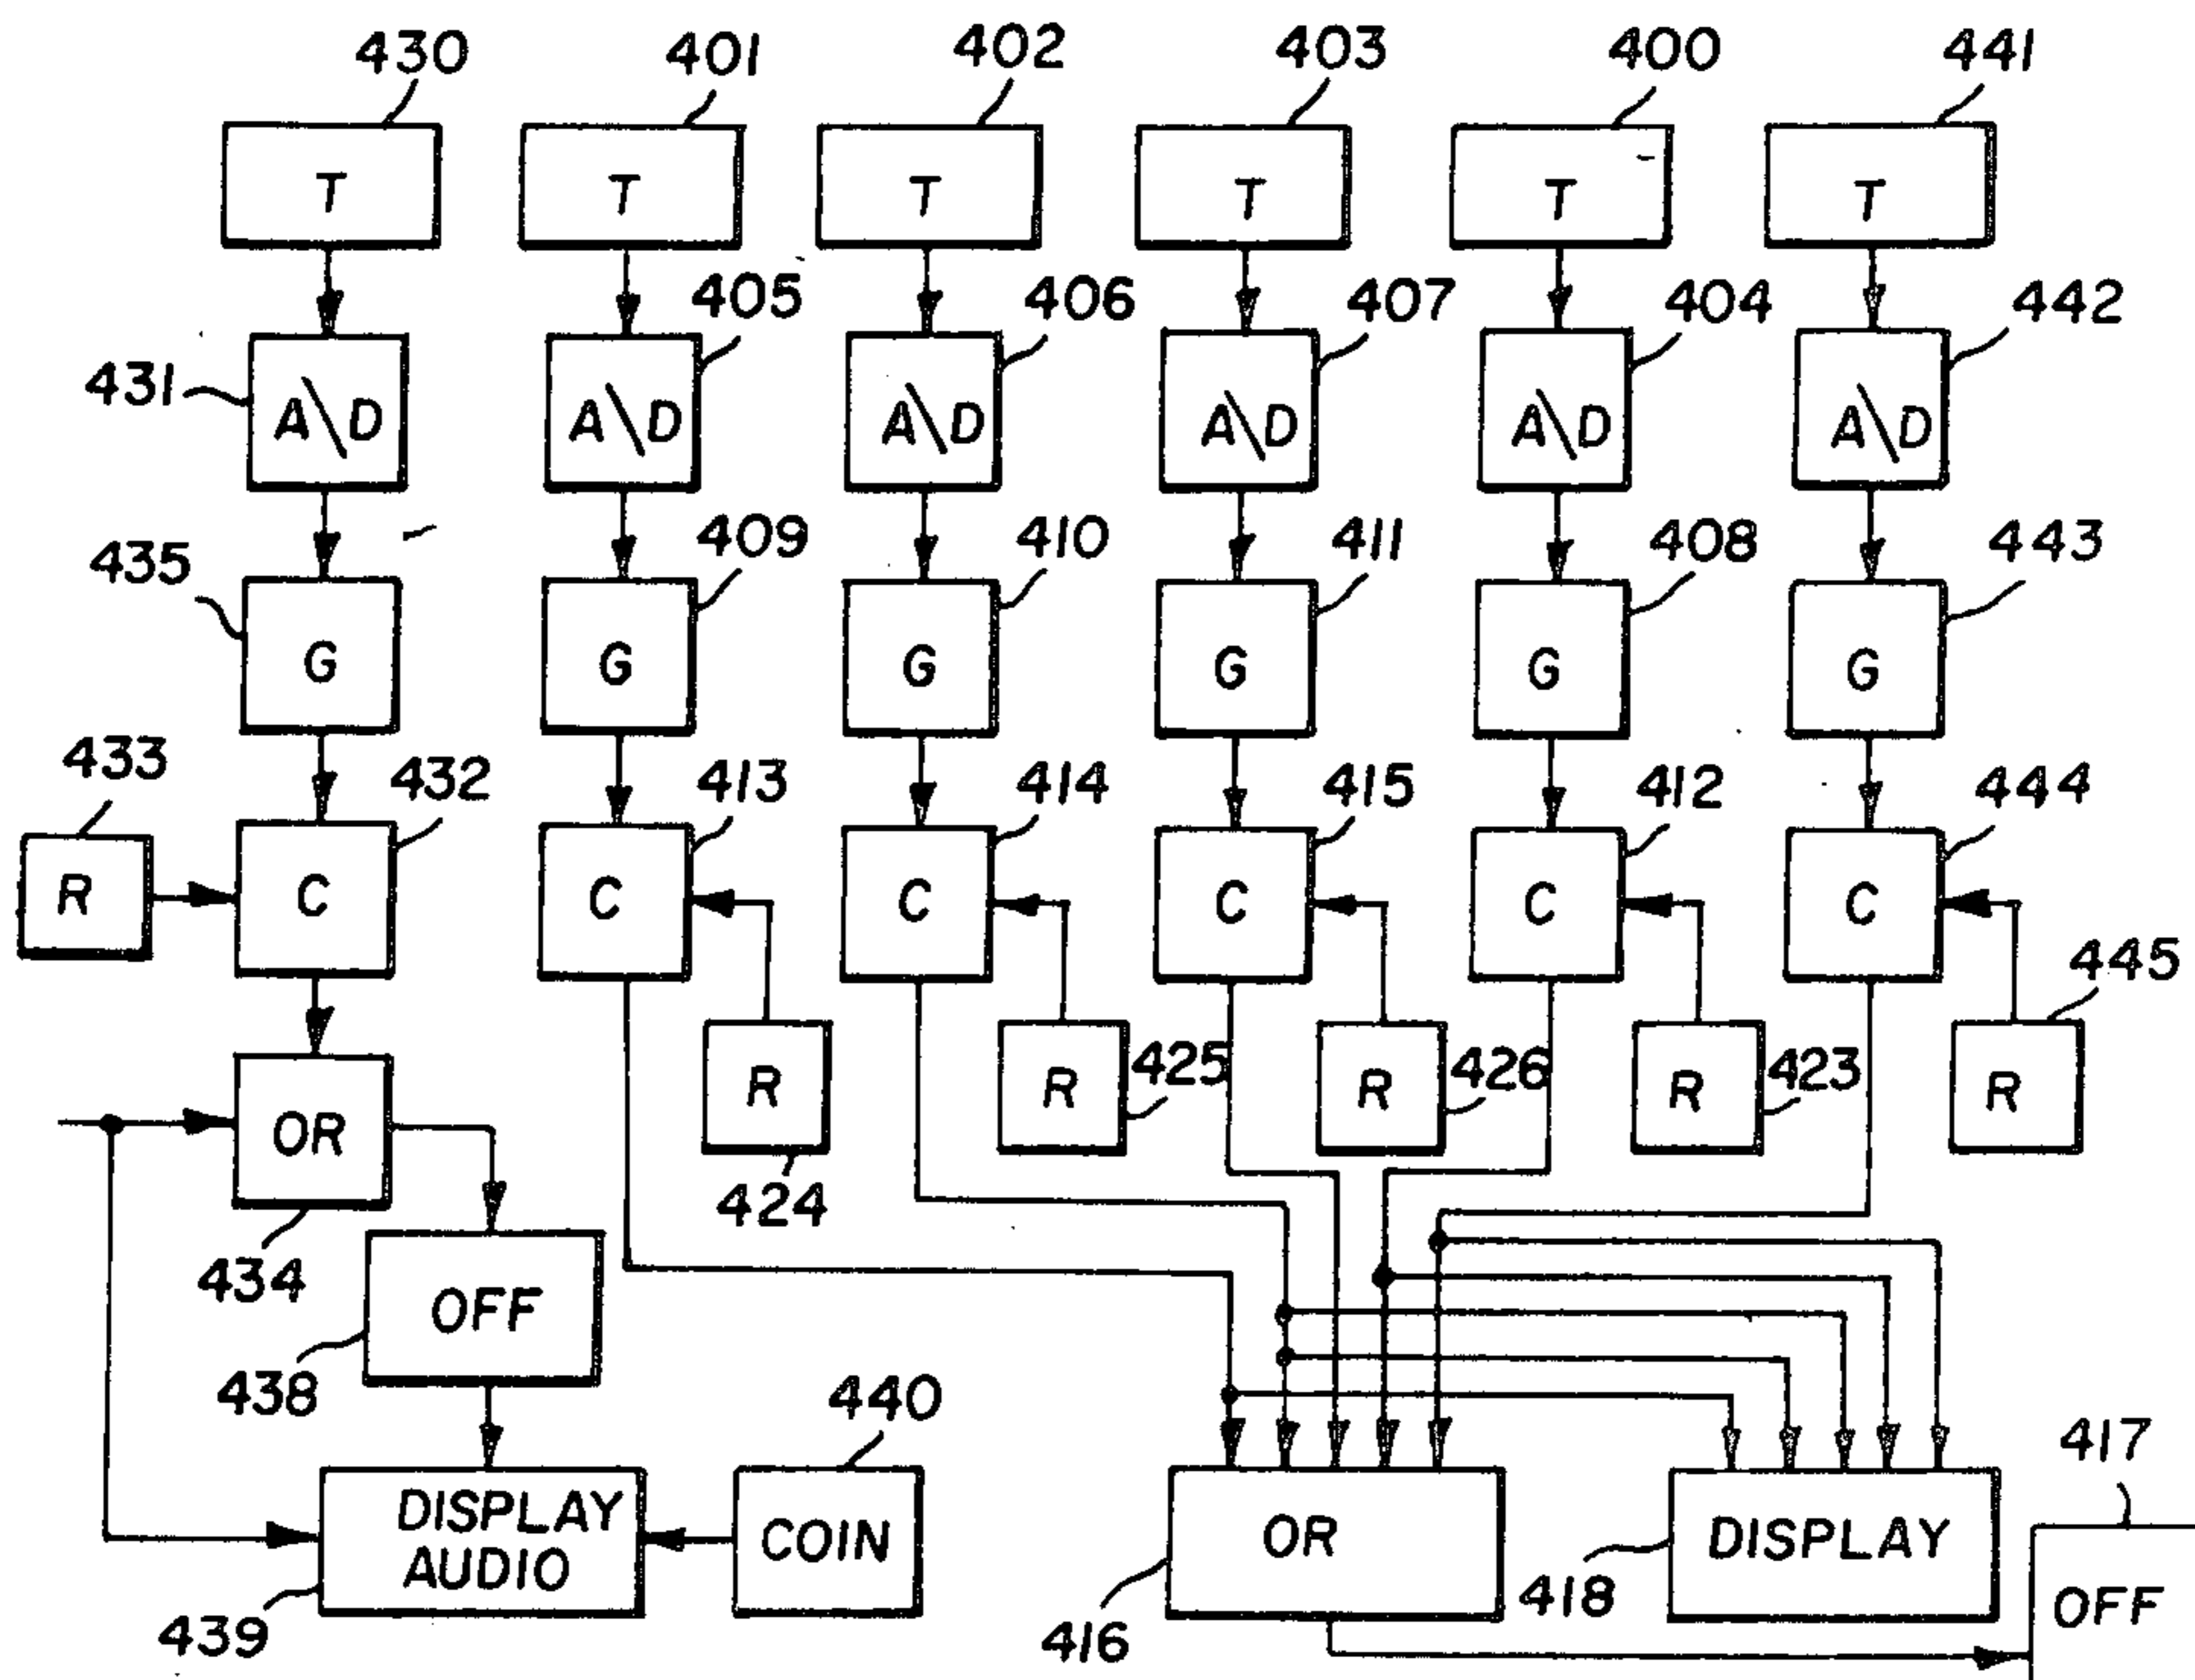 430 401 402 403 400 441
T T T T T T
405 406 407 404 442
431 A\D A\D A\D A\D A\D A\D
409 410 411 408 443
435 G G G G G G
433 432 413 414 415 412 444
R C C C C C C
445
424 R 425 R 426 R 423 R R
OR
434
OFF
438
440
417
DISPLAY
AUDIO
COIN
OR
DISPLAY
OFF
439
416
418